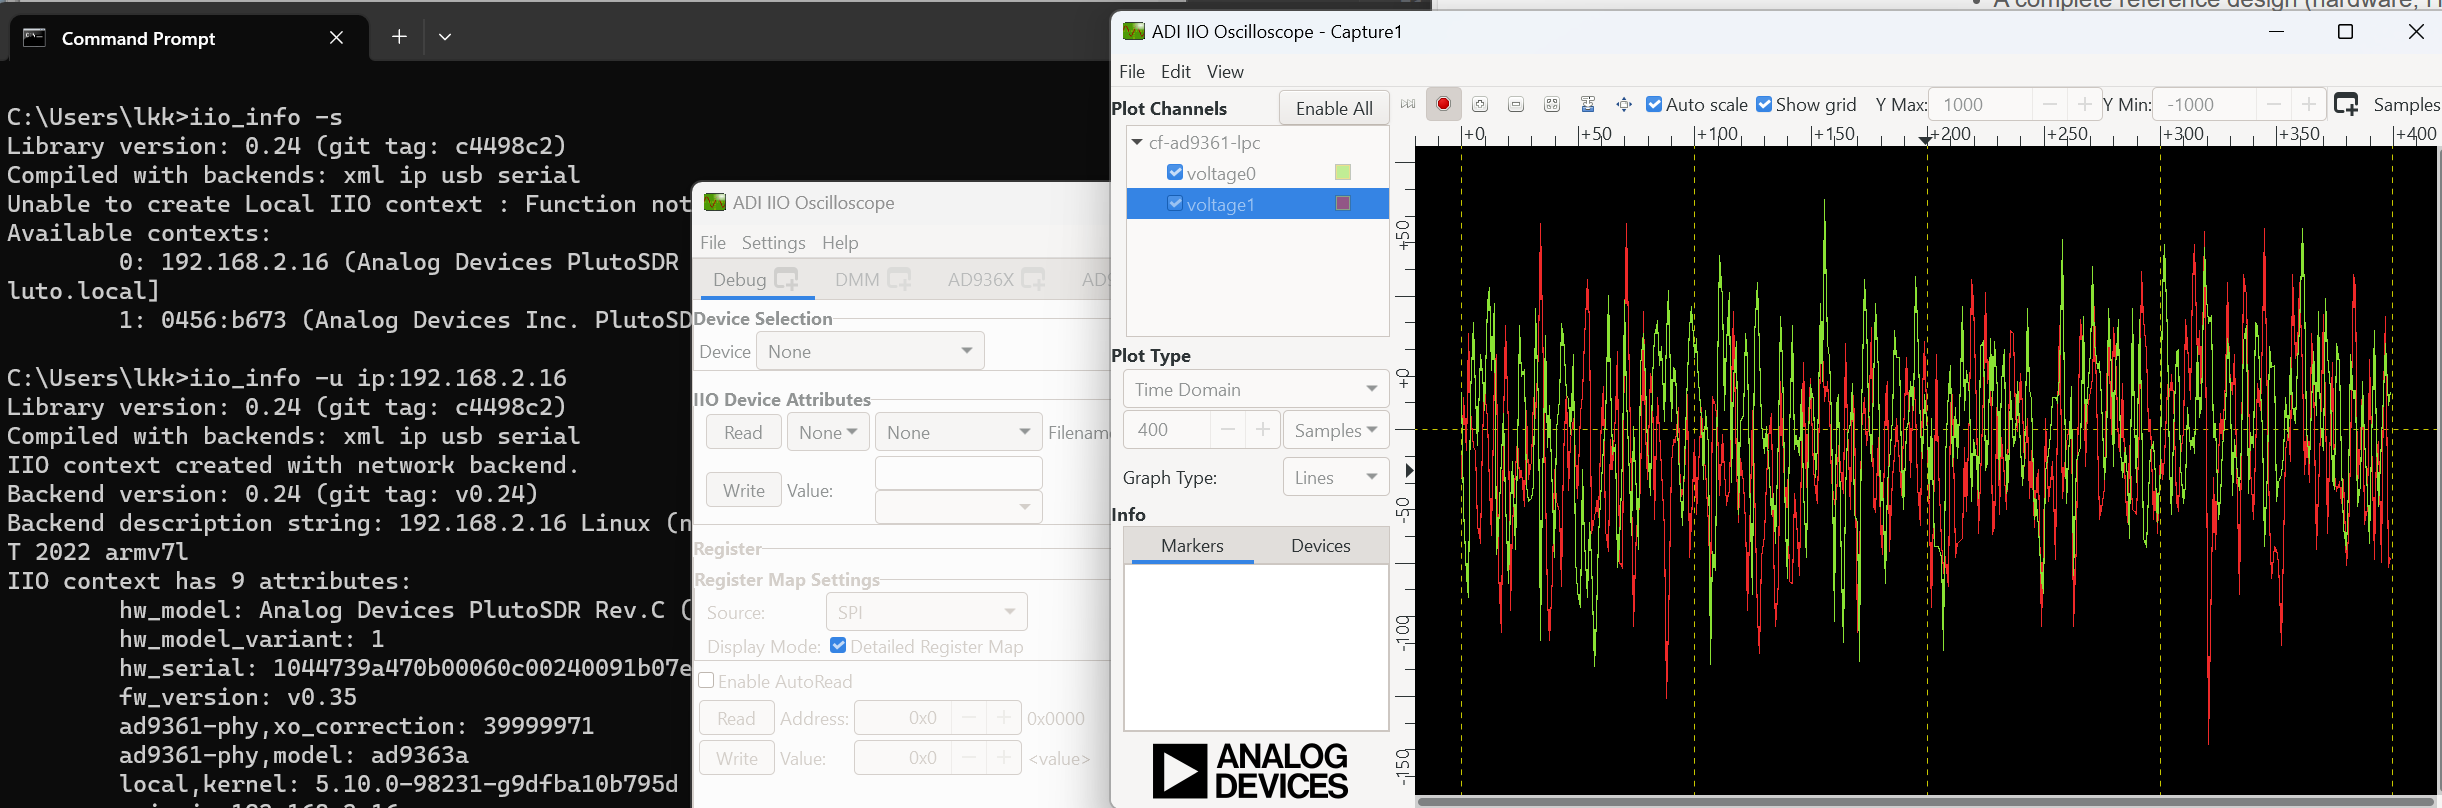 A complete reference design (hardware,
Command Prompt
C:\Users\lkk>iio_info -s
Library version: 0.24 (git tag: c4498c2)
Compiled with backends: xml ip usb serial
Unable to create Local IIO context : Function not
Available contexts:
0: 192.168.2.16 (Analog Devices PlutoSDR
luto.local]
1: 0456:b673 (Analog Devices Inc. PlutoSD
C:\Users\lkk>iio_info -u ip:192.168.2.16
Library version: 0.24 (git tag: c4498c2)
Compiled with backends: xml ip usb serial
IIO context created with network backend.
Backend version: 0.24 (git tag: v0.24)
Backend description string: 192.168.2.16 Linux (n
T 2022 armv7l
IIO context has 9 attributes:
hw_model: Analog Devices PlutoSDR Rev.C (
hw_model_variant: 1
hw_serial: 1044739a470b00060c00240091b07e
fw_version: v0.35
ad9361-phy,xo_correction: 39999971
ad9361-phy,model: ad9363a
local,kernel: 5.10.0-98231-g9dfba10b795d
ADI IIO Oscilloscope
File Settings Help
Debug DMM AD936X AD9
Device Selection
Device None
IIO Device Attributes
Read None None Filenam
Write Value:
Register
Register Map Settings
Source: SPI
Display Mode: Detailed Register Map
Enable AutoRead
Read Address: 0x0 0x0000
Write Value: 0x0 <value>
ADI IIO Oscilloscope - Capture1
File Edit View
Plot Channels Enable All
Auto scale Show grid Y Max: 1000 Y Min: -1000 Samples
cf-ad9361-lpc
voltage0
voltage1
Plot Type
Time Domain
400 Samples
Graph Type: Lines
Info
Markers Devices
ANALOG
DEVICES
+0 +50 +100 +150 +200 +250 +300 +350 +400
+50
+0
-50
-100
-150